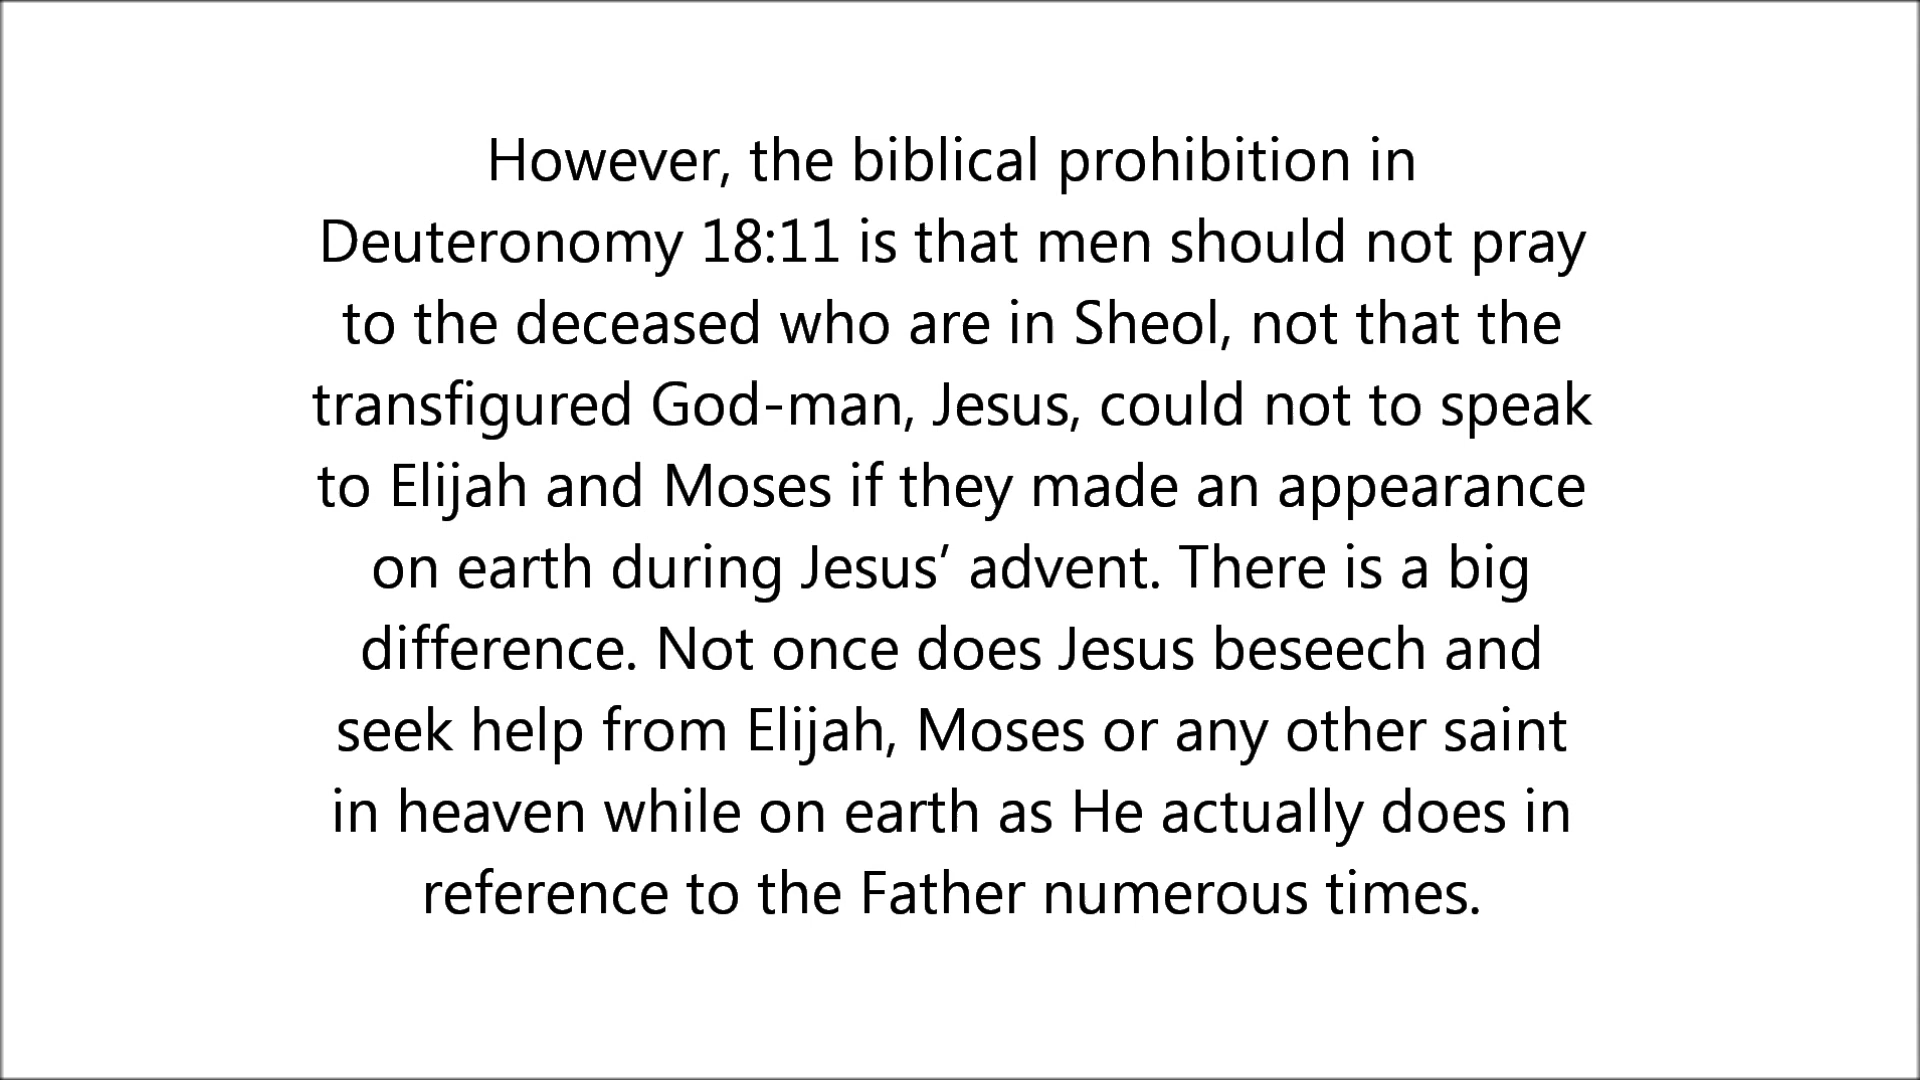 However, the biblical prohibition in
Deuteronomy 18:11 is that men should not pray
to the deceased who are in Sheol, not that the
transfigured God-man, Jesus, could not to speak
to Elijah and Moses if they made an appearance
on earth during Jesus’ advent. There is a big
difference. Not once does Jesus beseech and
seek help from Elijah, Moses or any other saint
in heaven while on earth as He actually does in
reference to the Father numerous times.